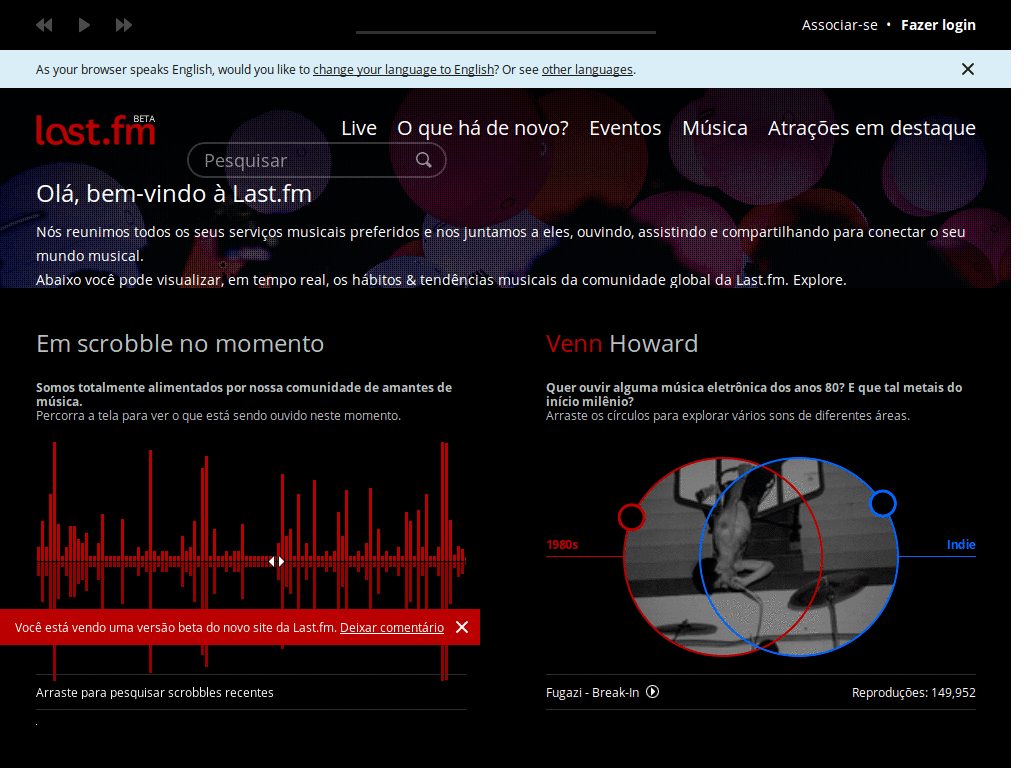 Associar-se • Fazer login
As your browser speaks English, would you like to change your language to English? Or see other languages.
last.fm BETA
Live O que há de novo? Eventos Música Atrações em destaque
Pesquisar
Olá, bem-vindo à Last.fm
Nós reunimos todos os seus serviços musicais preferidos e nos juntamos a eles, ouvindo, assistindo e compartilhando para conectar o seu
mundo musical.
Abaixo você pode visualizar, em tempo real, os hábitos & tendências musicais da comunidade global da Last.fm. Explore.
Em scrobble no momento
Somos totalmente alimentados por nossa comunidade de amantes de
música.
Percorra a tela para ver o que está sendo ouvido neste momento.
Você está vendo uma versão beta do novo site da Last.fm. Deixar comentário
Arraste para pesquisar scrobbles recentes
.
Venn Howard
Quer ouvir alguma música eletrônica dos anos 80? E que tal metais do
início milênio?
Arraste os círculos para explorar vários sons de diferentes áreas.
1980s
Indie
Fugazi - Break-In
Reproduções: 149,952